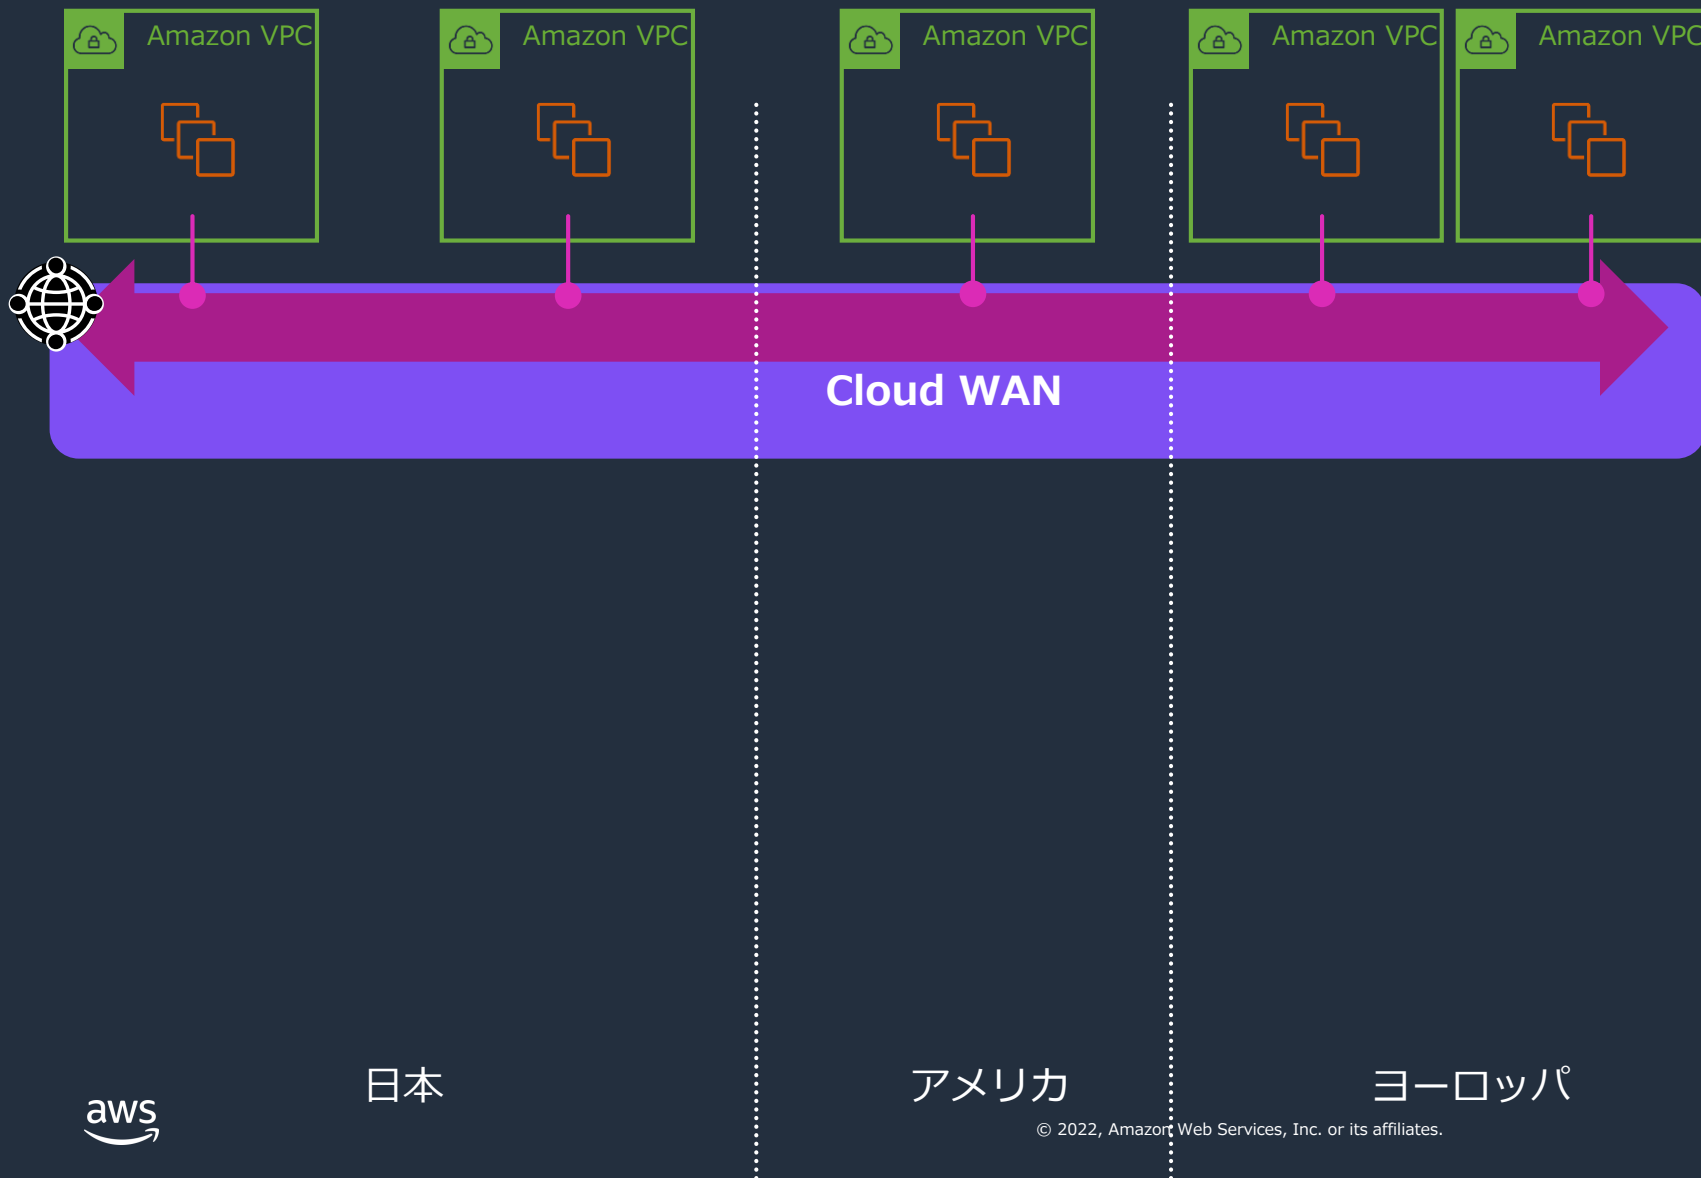 Amazon VPC
Amazon VPC
Amazon VPC
Amazon VPC
Amazon VPC
Cloud WAN
日本
アメリカ
ヨーロッパ
aws
© 2022, Amazon Web Services, Inc. or its affiliates.